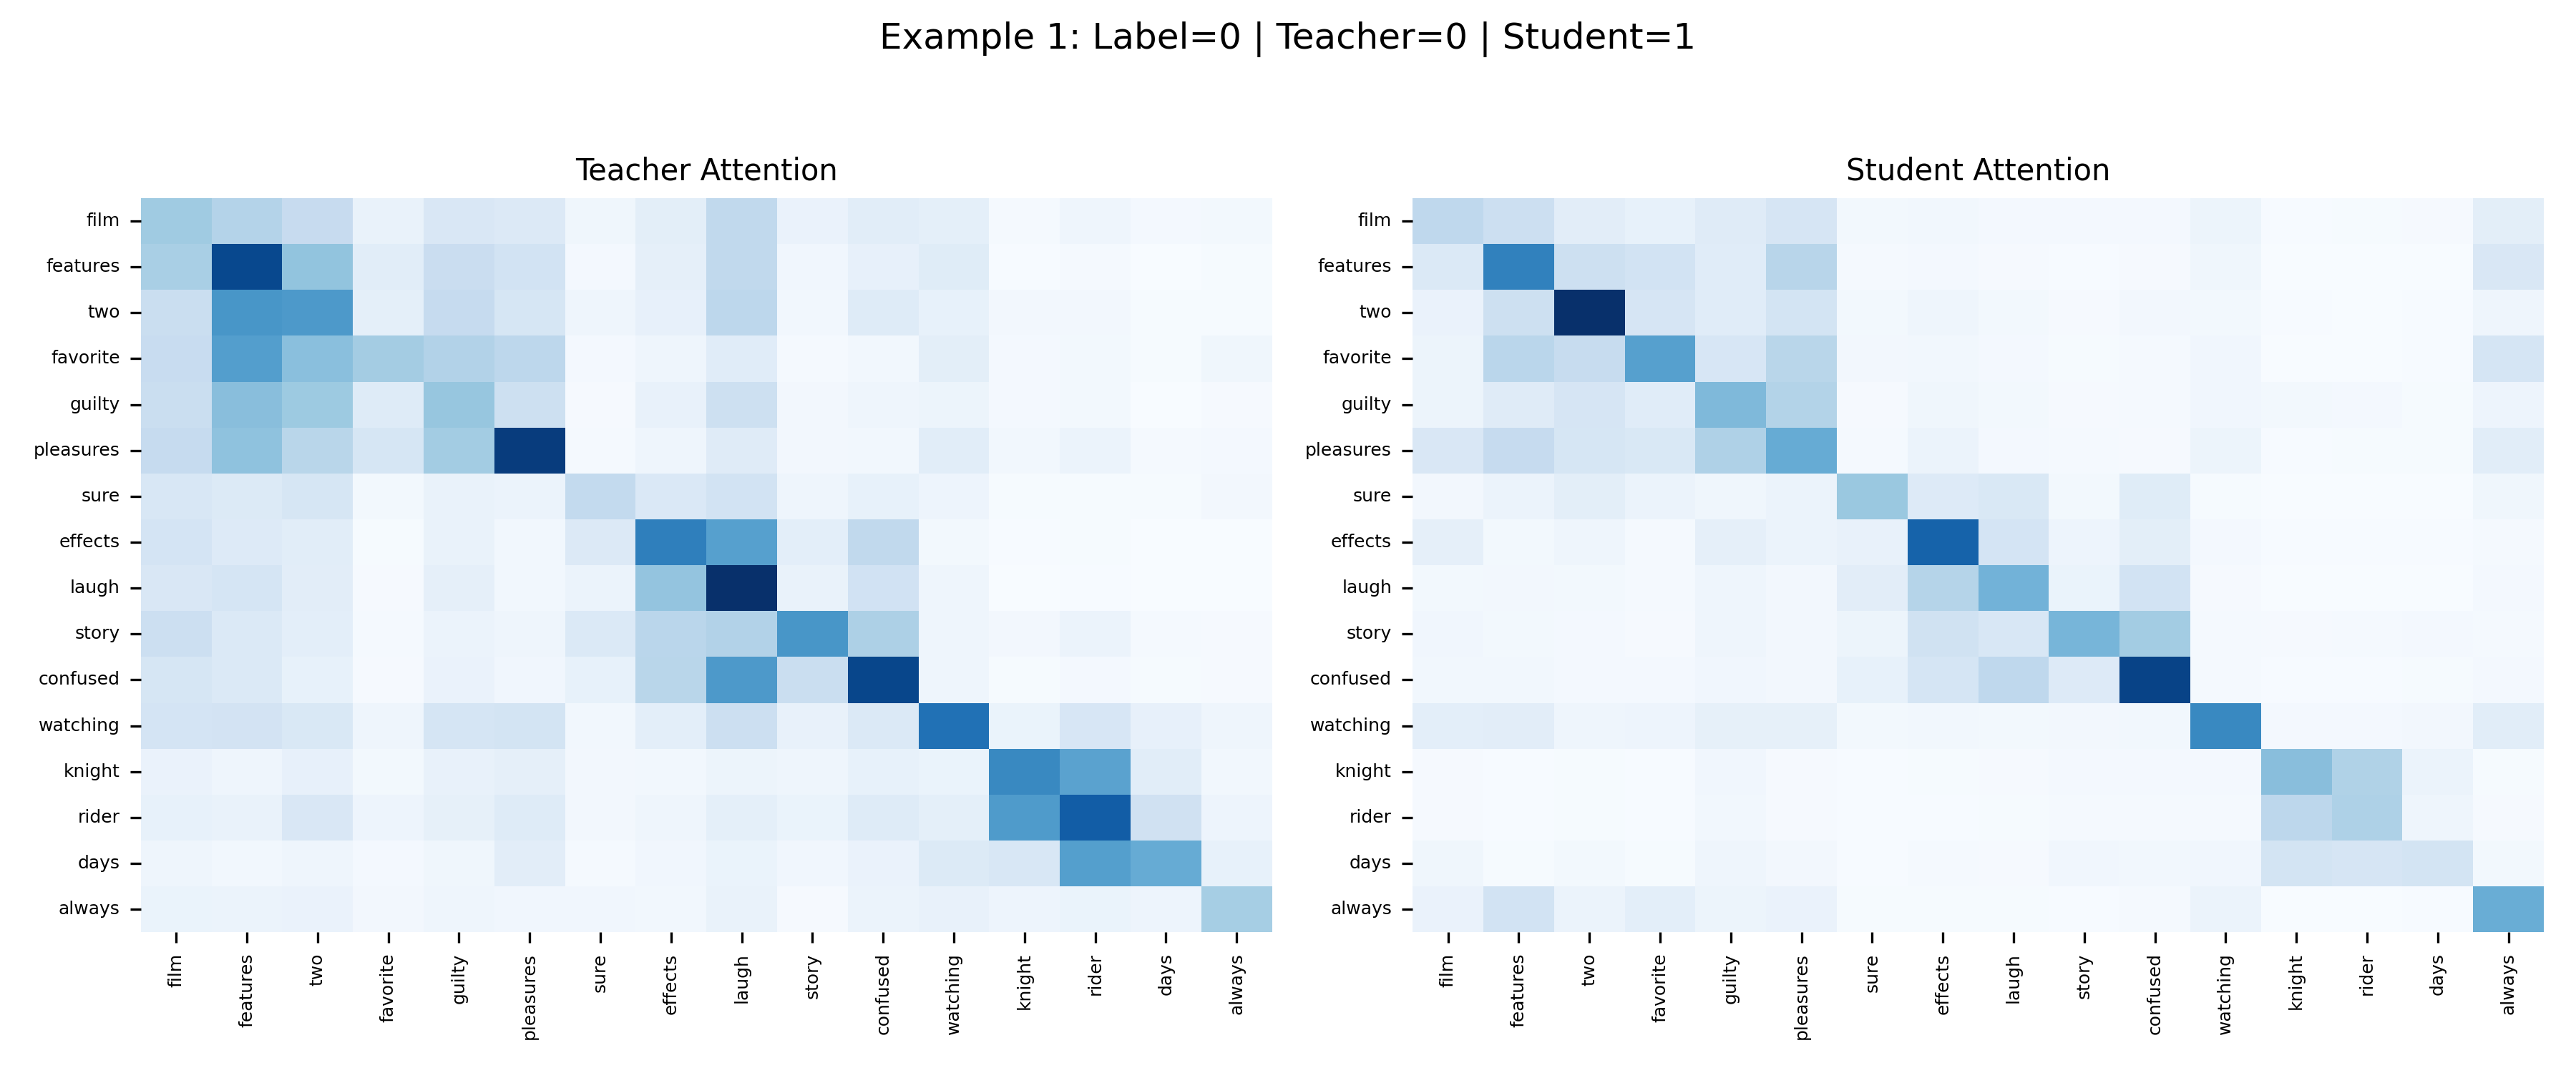 Example 1: Label=0 | Teacher=0 | Student=1
Teacher Attention
film
features
two
favorite
guilty
pleasures
sure
effects
laugh
story
confused
watching
knight
rider
days
always
film
features
two
favorite
guilty
pleasures
sure
effects
laugh
story
confused
watching
knight
rider
days
always
Student Attention
film
features
two
favorite
guilty
pleasures
sure
effects
laugh
story
confused
watching
knight
rider
days
always
film
features
two
favorite
guilty
pleasures
sure
effects
laugh
story
confused
watching
knight
rider
days
always